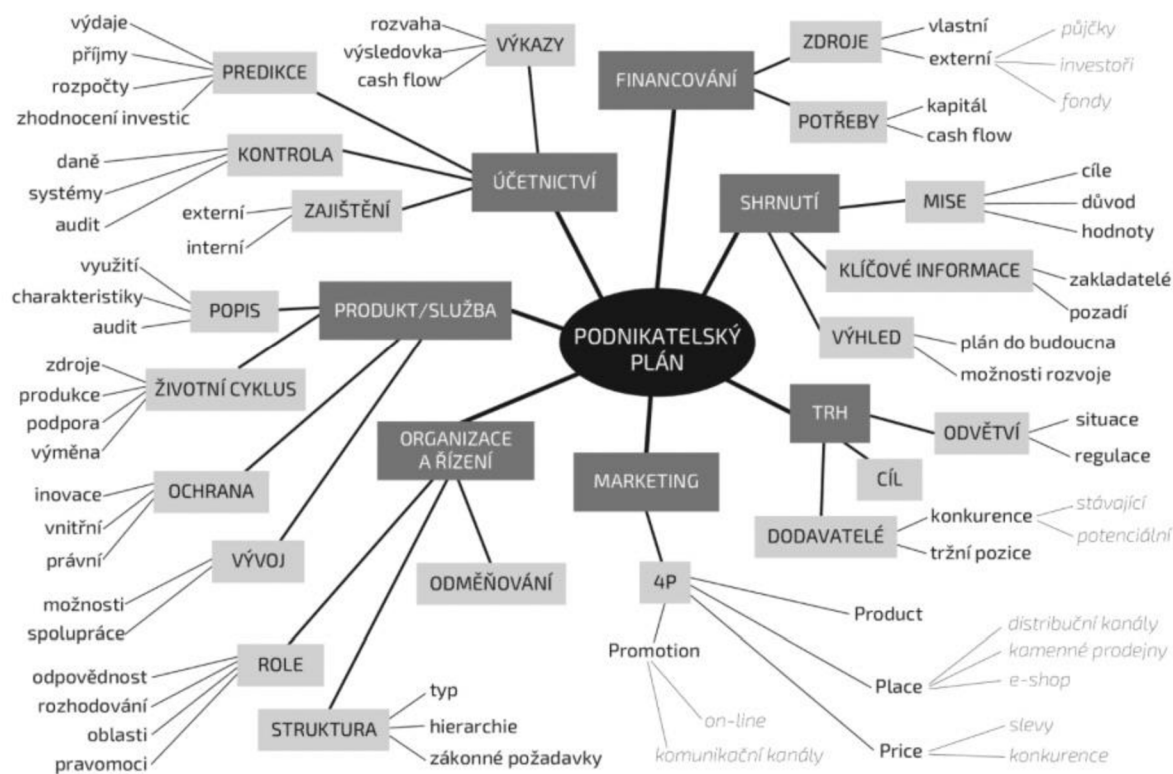 výdaje
příjmy
rozpočty
zhodnocení investic
PREDIKCE
rozvaha
výsledovka
cash flow
VÝKAZY
daně
systémy
audit
KONTROLA
externí
interní
ZAJIŠTĚNÍ
ÚČETNICTVÍ
FINANCOVÁNÍ
ZDROJE
vlastní
externí
půjčky
investoři
fondy
POTŘEBY
kapitál
cash flow
SHRNUTÍ
MISE
cíle
důvod
hodnoty
KLÍČOVÉ INFORMACE
zakladatelé
pozadí
VÝHLED
plán do budoucna
možnosti rozvoje
PODNIKATELSKÝ
PLÁN
využití
charakteristiky
audit
POPIS
PRODUKT/SLUŽBA
zdroje
produkce
podpora
výměna
ŽIVOTNÍ CYKLUS
inovace
vnitřní
právní
OCHRANA
možnosti
spolupráce
VÝVOJ
ORGANIZACE
A ŘÍZENÍ
ODMĚŇOVÁNÍ
odpovědnost
rozhodování
oblasti
pravomoci
ROLE
STRUKTURA
typ
hierarchie
zákonné požadavky
MARKETING
4P
Promotion
on-line
komunikační kanály
Product
Place
distribuční kanály
kamenné prodejny
e-shop
Price
slevy
konkurence
TRH
ODVĚTVÍ
situace
regulace
CÍL
DODAVATELÉ
konkurence
stávající
potenciální
tržní pozice